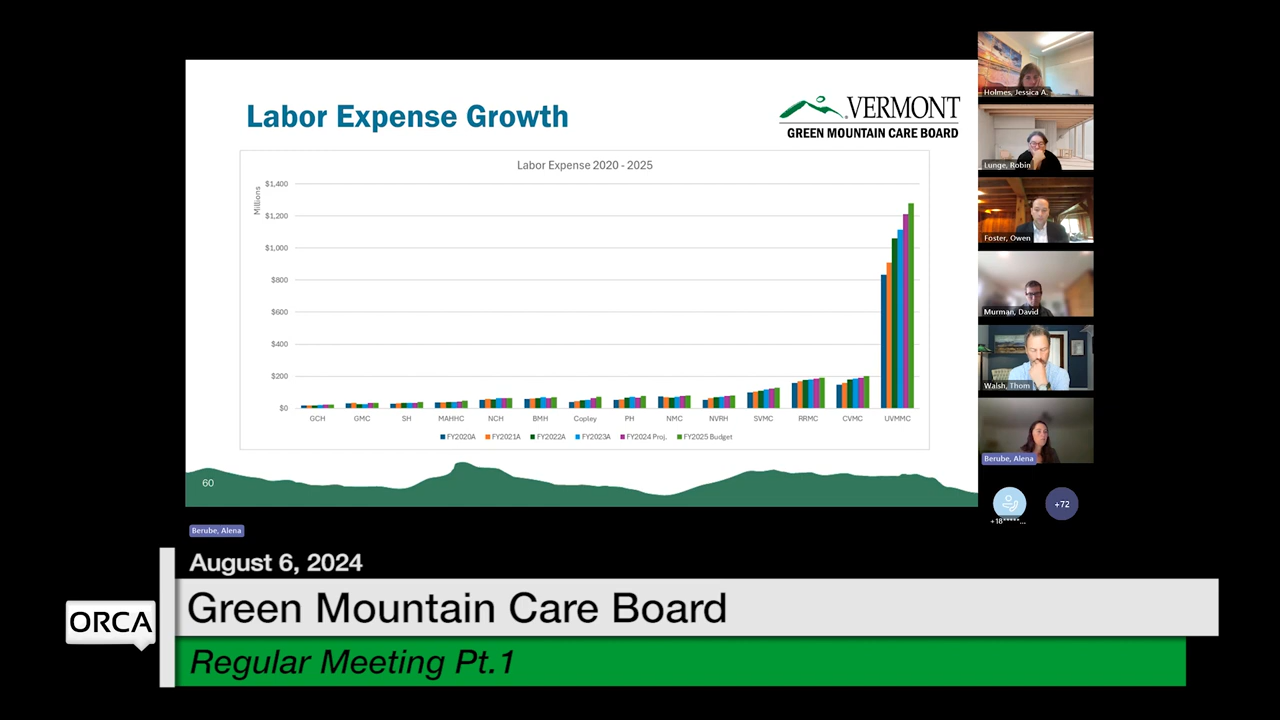 Labor Expense Growth
VERMONT
GREEN MOUNTAIN CARE BOARD
Labor Expense 2020 - 2025
Millions
$1,400
$1,200
$1,000
$800
$600
$400
$200
$0
GCH GMC SH MAHHC NCH BMH Copley PH NMC NVRH SVMC RRMC CVMC UVMMC
FY2020A FY2021A FY2022A FY2023A FY2024 Proj. FY2025 Budget
60
Holmes, Jessica A.
Lunge, Robin
Foster, Owen
Murman, David
Walsh, Thom
Berube, Alena
+18*****...
+72
Berube, Alena
August 6, 2024
ORCA
Green Mountain Care Board
Regular Meeting Pt.1